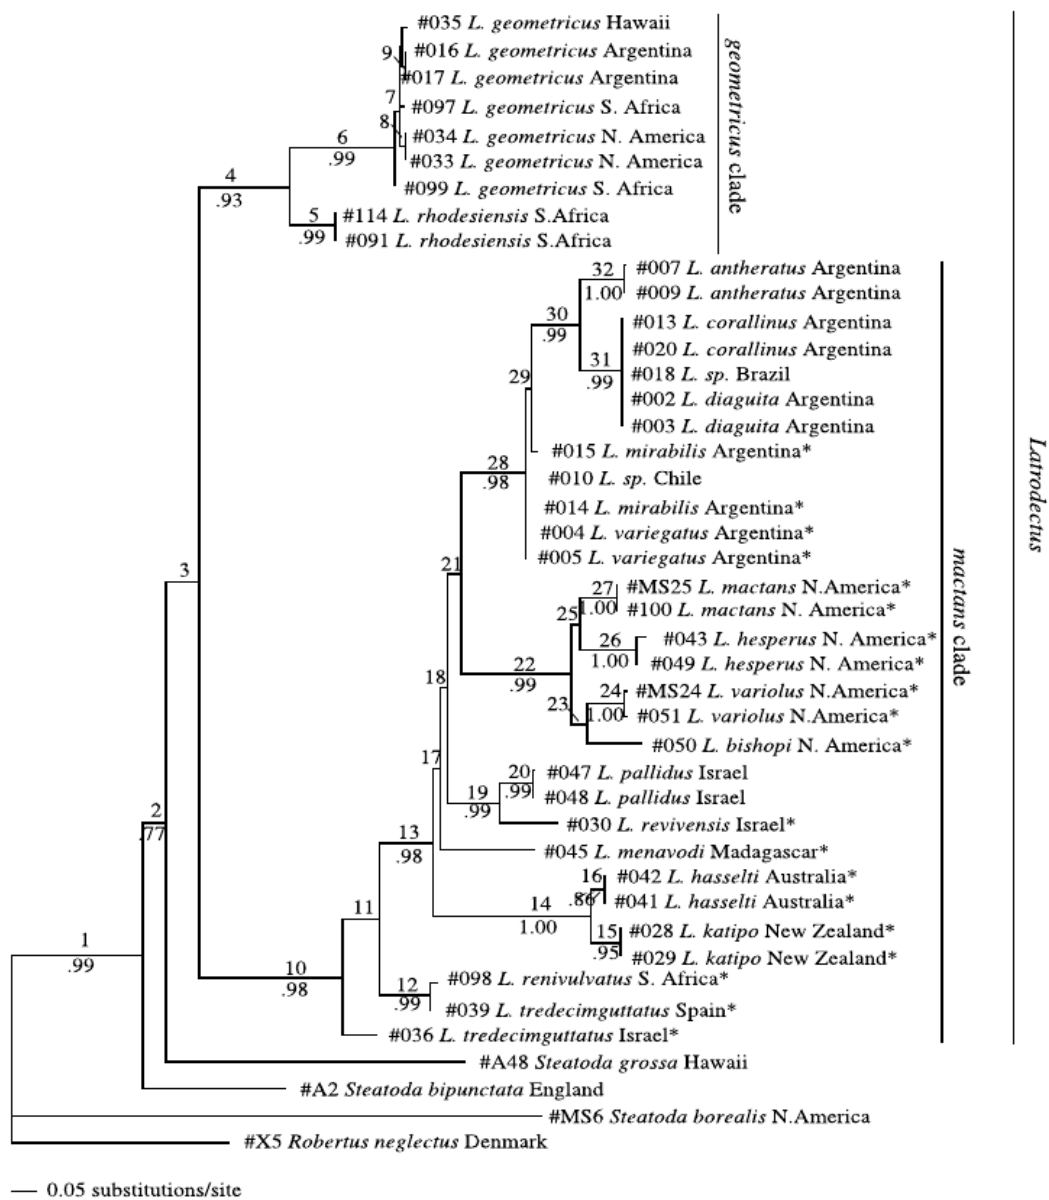 #035 L. geometricus Hawaii
9
#016 L. geometricus Argentina
#017 L. geometricus Argentina
7
#097 L. geometricus S. Africa
8
#034 L. geometricus N. America
6
.99
#033 L. geometricus N. America
#099 L. geometricus S. Africa
4
.93
5
.99
#114 L. rhodesiensis S.Africa
#091 L. rhodesiensis S.Africa
geometricus clade
32
1.00
#007 L. antheratus Argentina
#009 L. antheratus Argentina
30
.99
#013 L. corallinus Argentina
#020 L. corallinus Argentina
31
.99
#018 L. sp. Brazil
29
#002 L. diaguita Argentina
#003 L. diaguita Argentina
#015 L. mirabilis Argentina*
28
.98
#010 L. sp. Chile
#014 L. mirabilis Argentina*
#004 L. variegatus Argentina*
#005 L. variegatus Argentina*
21
3
27
1.00
#MS25 L. mactans N.America*
#100 L. mactans N. America*
25
26
1.00
#043 L. hesperus N. America*
#049 L. hesperus N. America*
22
.99
18
24
1.00
#MS24 L. variolus N.America*
#051 L. variolus N. America*
23
#050 L. bishopi N. America*
17
20
.99
#047 L. pallidus Israel
#048 L. pallidus Israel
19
.99
#030 L. revivensis Israel*
2
.77
13
.98
#045 L. menavodi Madagascar*
16
.86
#042 L. hasselti Australia*
#041 L. hasselti Australia*
14
1.00
11
15
.95
#028 L. katipo New Zealand*
#029 L. katipo New Zealand*
1
.99
10
.98
12
.99
#098 L. renivulvatus S. Africa*
#039 L. tredecimguttatus Spain*
#036 L. tredecimguttatus Israel*
mactans clade
Latrodectus
#A48 Steatoda grossa Hawaii
#A2 Steatoda bipunctata England
#MS6 Steatoda borealis N.America
#X5 Robertus neglectus Denmark
0.05 substitutions/site